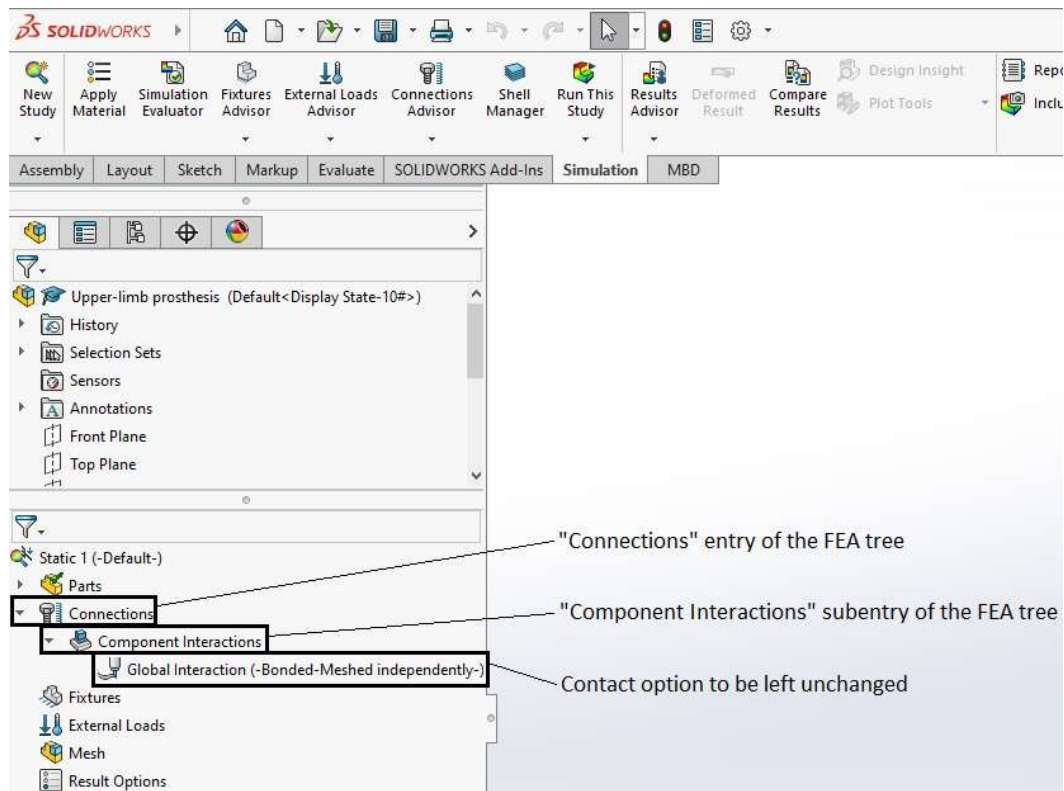 SOLIDWORKS
New Study
Apply Material
Simulation Evaluator
Fixtures Advisor
External Loads Advisor
Connections Advisor
Shell Manager
Run This Study
Results Advisor
Deformed Result
Compare Results
Design Insight
Plot Tools
Repo
Inclu
Assembly Layout Sketch Markup Evaluate SOLIDWORKS Add-Ins Simulation MBD
Upper-limb prosthesis (Default<Display State-10#>)
History
Selection Sets
Sensors
Annotations
Front Plane
Top Plane
Static 1 (-Default-)
Parts
Connections
Component Interactions
Global Interaction (-Bonded-Meshed independently-)
Fixtures
External Loads
Mesh
Result Options
"Connections" entry of the FEA tree
"Component Interactions" subentry of the FEA tree
Contact option to be left unchanged